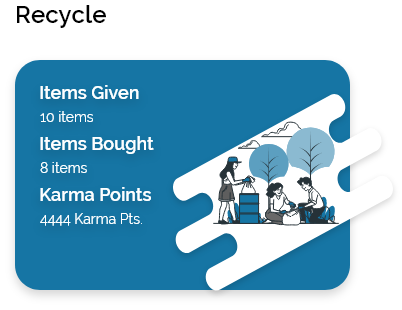 Recycle
Items Given
10 items
Items Bought
8 items
Karma Points
4444 Karma Pts.